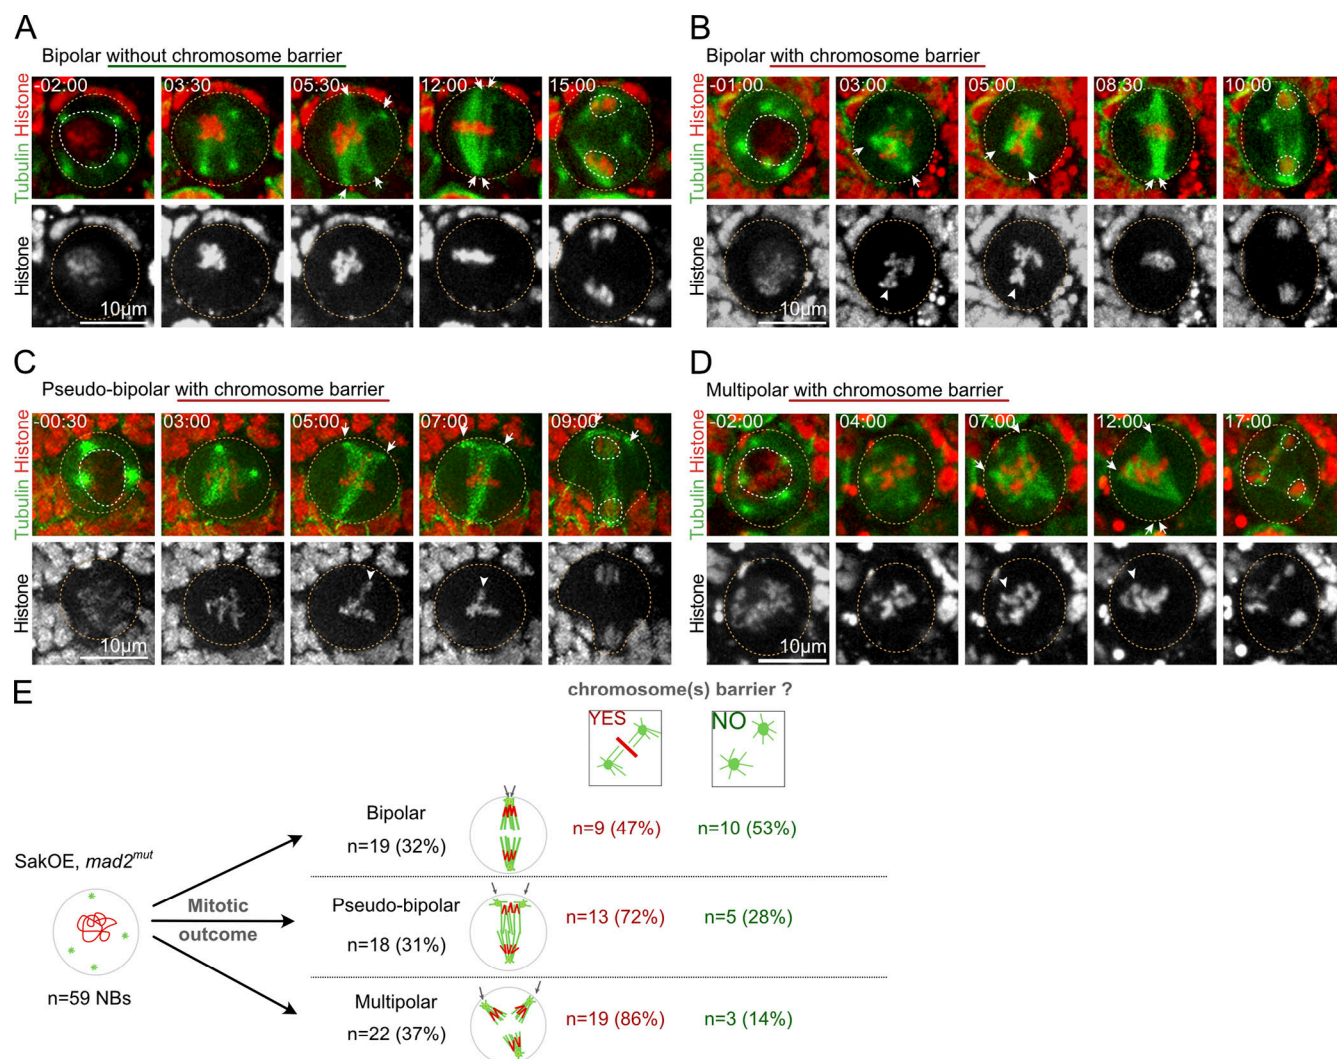 A
Bipolar without chromosome barrier
-02:00 03:30 05:30 12:00 15:00
Tubulin Histone
Histone
10μm
B
Bipolar with chromosome barrier
-01:00 03:00 05:00 08:30 10:00
Tubulin Histone
Histone
10μm
C
Pseudo-bipolar with chromosome barrier
-00:30 03:00 05:00 07:00 09:00
Tubulin Histone
Histone
10μm
D
Multipolar with chromosome barrier
-02:00 04:00 07:00 12:00 17:00
Tubulin Histone
Histone
10μm
E
chromosome(s) barrier ?
YES NO
Bipolar
n=19 (32%)
n=9 (47%) n=10 (53%)
SakOE, mad2mut
Mitotic
outcome
n=59 NBs
Pseudo-bipolar
n=18 (31%)
n=13 (72%) n=5 (28%)
Multipolar
n=22 (37%)
n=19 (86%) n=3 (14%)